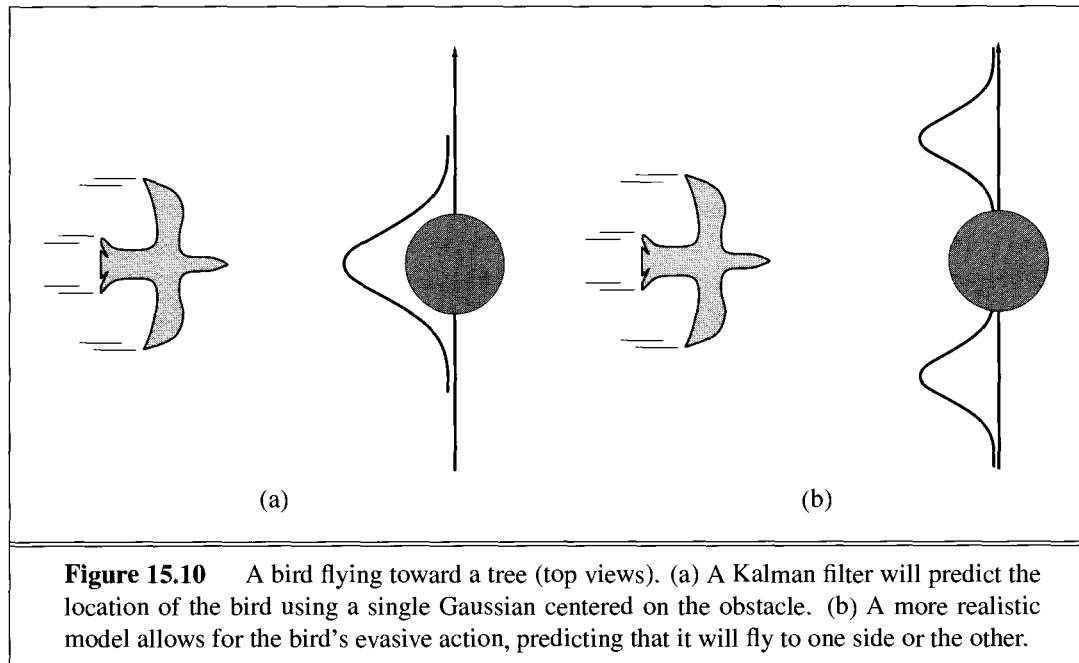 (a)
(b)
Figure 15.10 A bird flying toward a tree (top views). (a) A Kalman filter will predict the
location of the bird using a single Gaussian centered on the obstacle. (b) A more realistic
model allows for the bird's evasive action, predicting that it will fly to one side or the other.